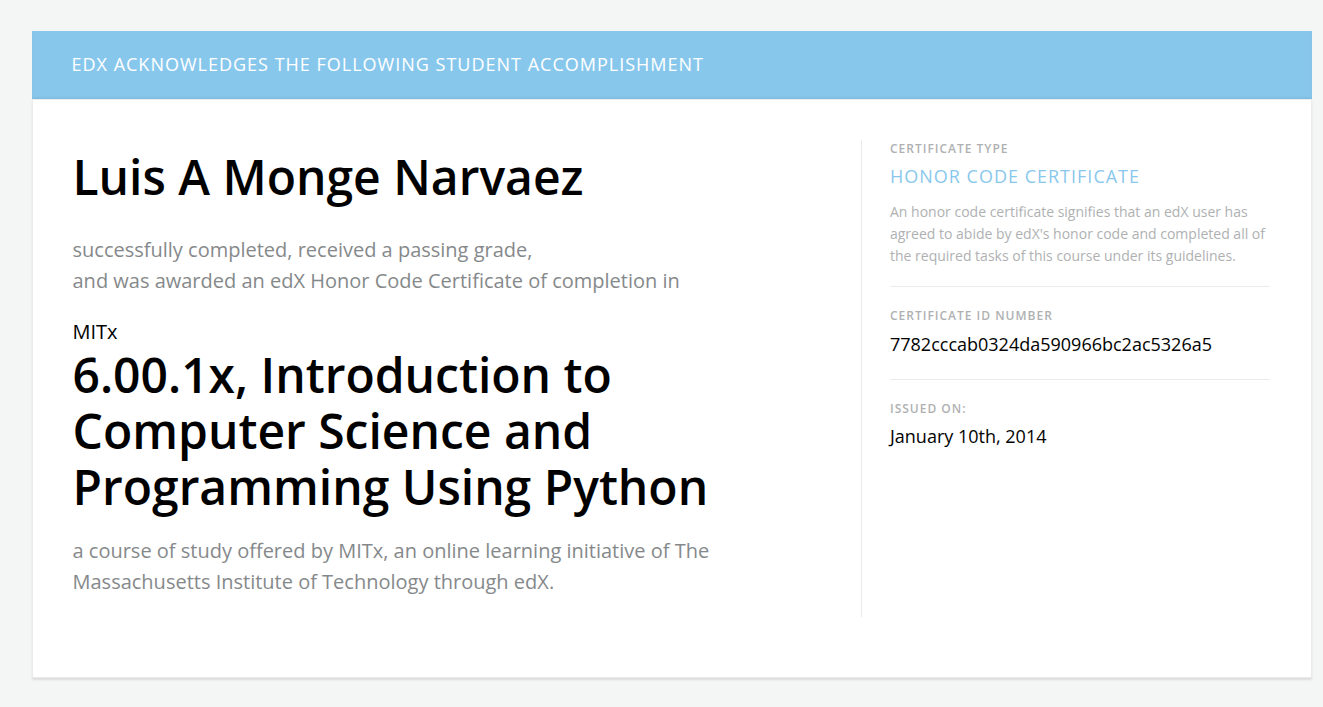 EDX ACKNOWLEDGES THE FOLLOWING STUDENT ACCOMPLISHMENT
Luis A Monge Narvaez
successfully completed, received a passing grade,
and was awarded an edX Honor Code Certificate of completion in
MITx
6.00.1x, Introduction to
Computer Science and
Programming Using Python
a course of study offered by MITx, an online learning initiative of The
Massachusetts Institute of Technology through edX.
CERTIFICATE TYPE
HONOR CODE CERTIFICATE
An honor code certificate signifies that an edX user has
agreed to abide by edX's honor code and completed all of
the required tasks of this course under its guidelines.
CERTIFICATE ID NUMBER
7782cccab0324da590966bc2ac5326a5
ISSUED ON:
January 10th, 2014